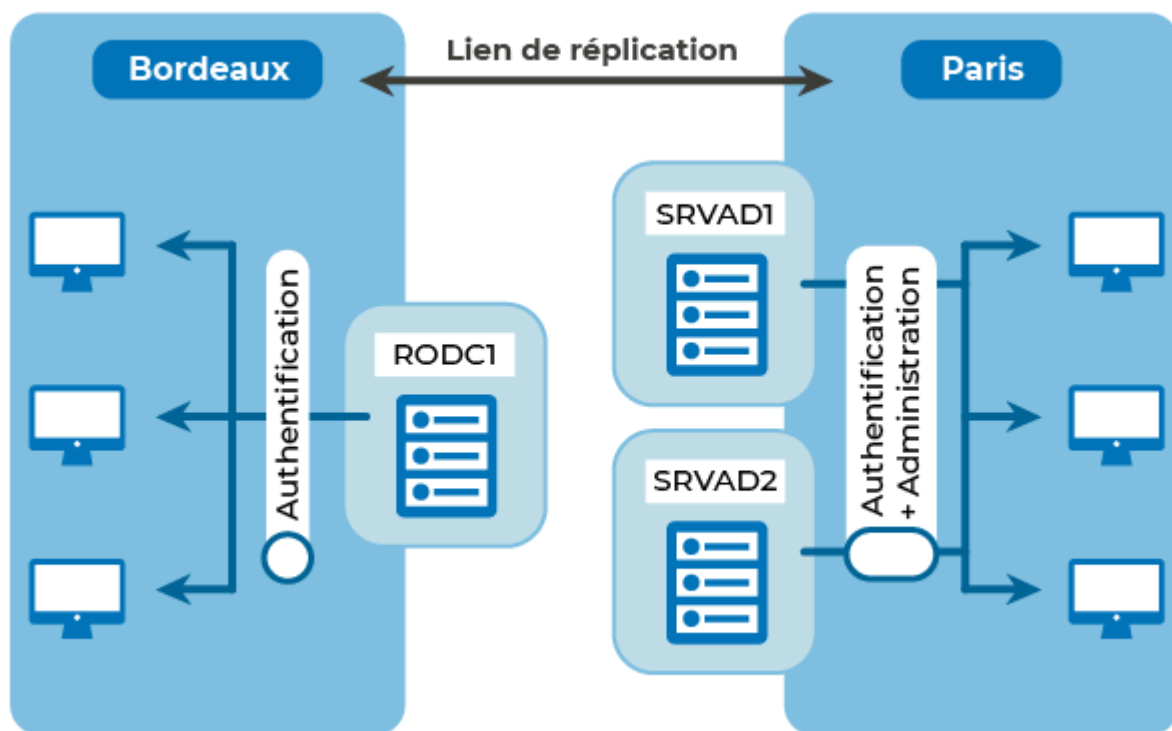 Bordeaux
Lien de réplication
Paris
RODC1
Authentification
SRVAD1
SRVAD2
Authentification
+ Administration